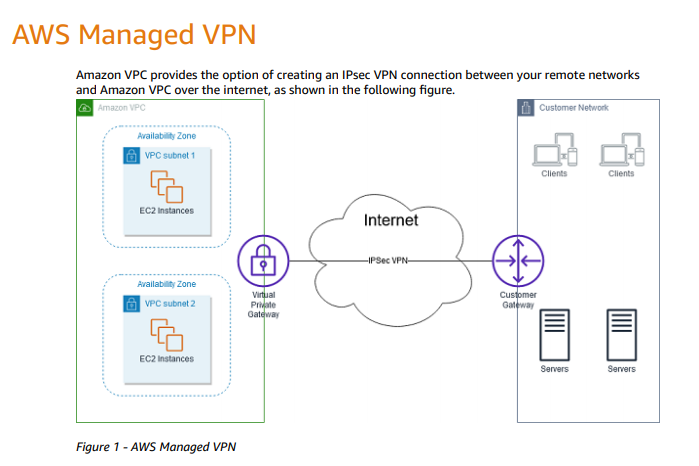 AWS Managed VPN
Amazon VPC provides the option of creating an IPsec VPN connection between your remote networks
and Amazon VPC over the internet, as shown in the following figure.
Amazon VPC
Customer Network
Availability Zone
VPC subnet 1
EC2 Instances
Clients
Clients
Internet
IPSec VPN
Virtual
Private
Gateway
Customer
Gateway
Availability Zone
VPC subnet 2
EC2 Instances
Servers
Servers
Figure 1 - AWS Managed VPN